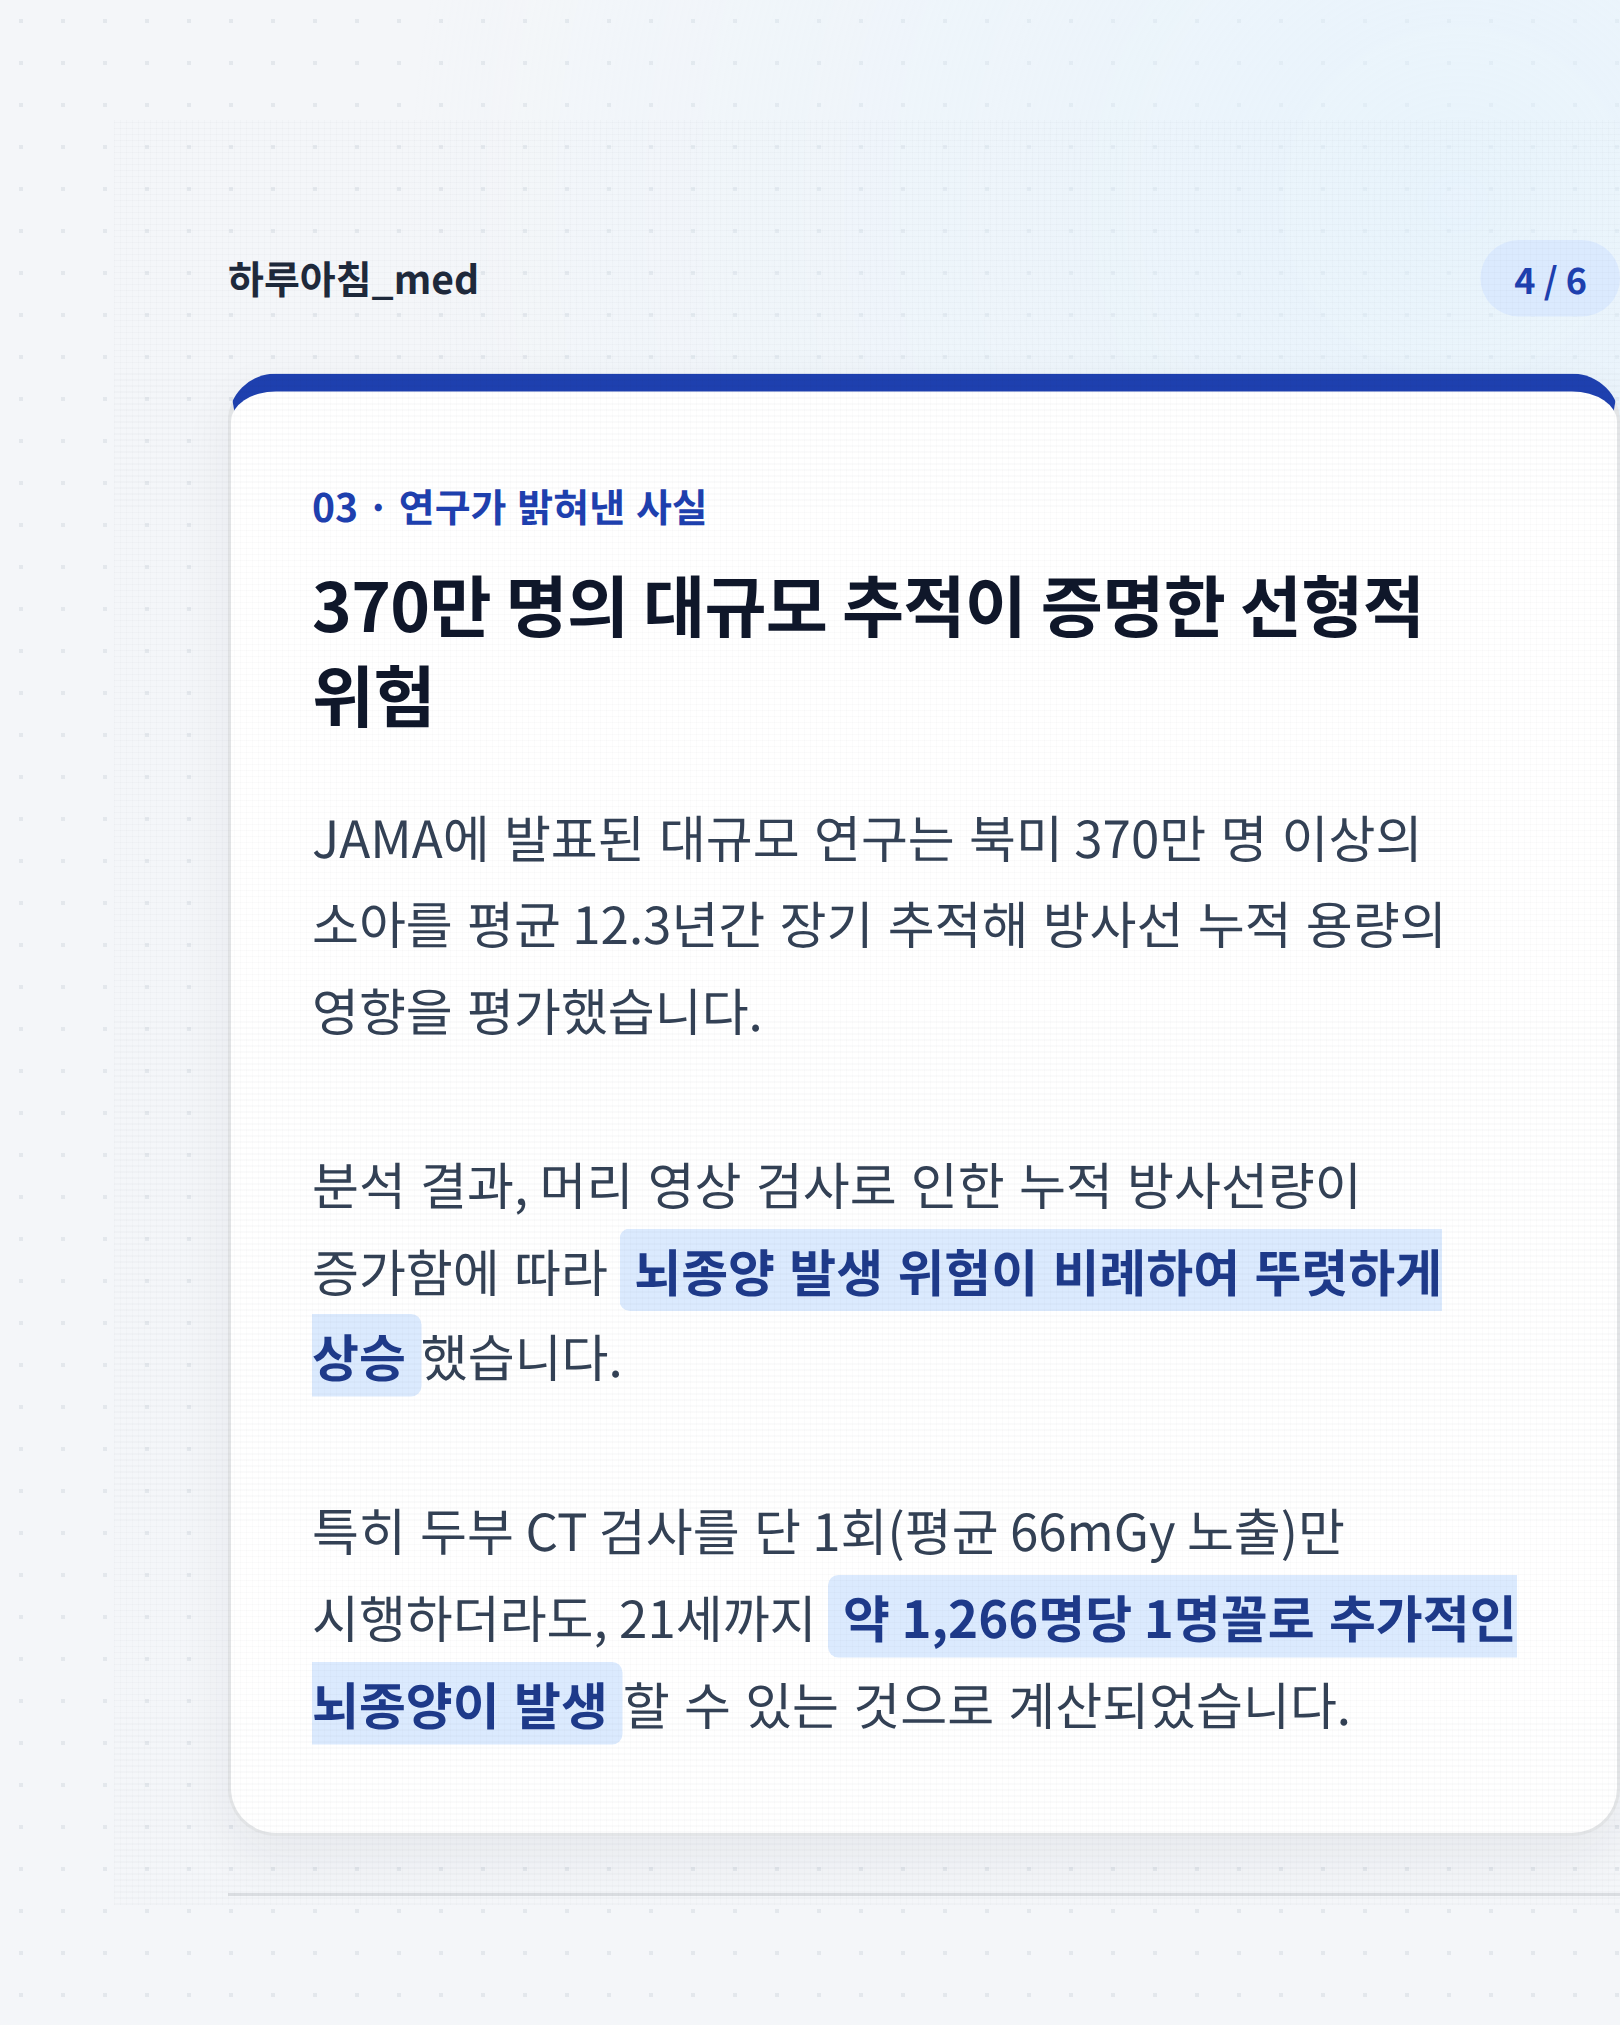 하루아침_med
4 / 6
03 · 연구가 밝혀낸 사실
370만 명의 대규모 추적이 증명한 선형적
위험
JAMA에 발표된 대규모 연구는 북미 370만 명 이상의
소아를 평균 12.3년간 장기 추적해 방사선 누적 용량의
영향을 평가했습니다.
분석 결과, 머리 영상 검사로 인한 누적 방사선량이
증가함에 따라 뇌종양 발생 위험이 비례하여 뚜렷하게
상승 했습니다.
특히 두부 CT 검사를 단 1회(평균 66mGy 노출)만
시행하더라도, 21세까지 약 1,266명당 1명꼴로 추가적인
뇌종양이 발생 할 수 있는 것으로 계산되었습니다.